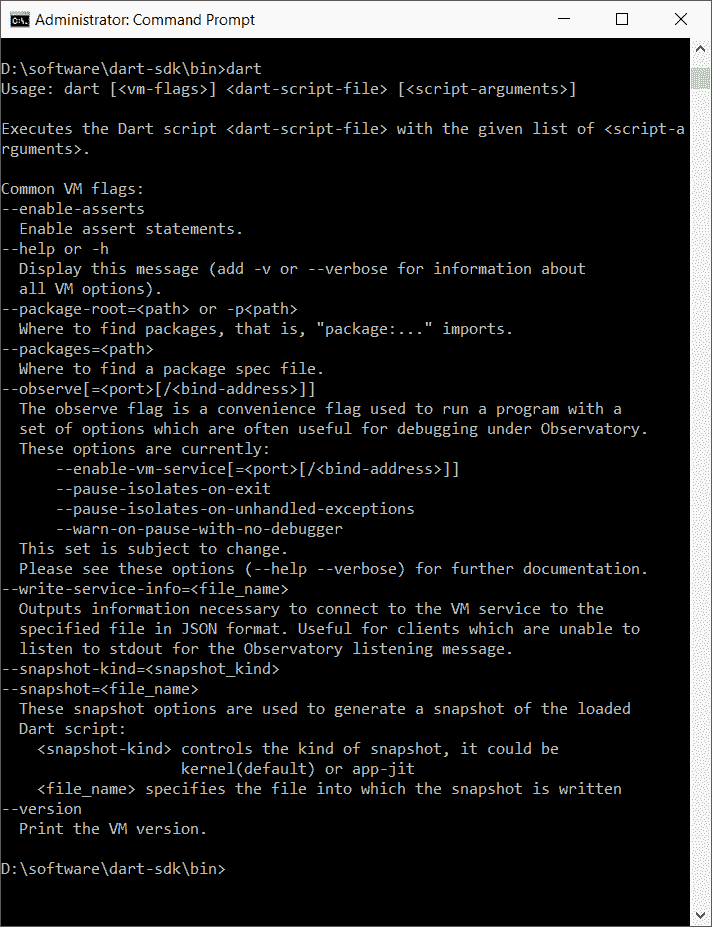 Administrator: Command Prompt
D:\software\dart-sdk\bin>dart
Usage: dart [<vm-flags>] <dart-script-file> [<script-arguments>]
Executes the Dart script <dart-script-file> with the given list of <script-a
rguments>.
Common VM flags:
--enable-asserts
  Enable assert statements.
--help or -h
  Display this message (add -v or --verbose for information about
  all VM options).
--package-root=<path> or -p<path>
  Where to find packages, that is, "package:..." imports.
--packages=<path>
  Where to find a package spec file.
--observe[=<port>[/<bind-address>]]
  The observe flag is a convenience flag used to run a program with a
  set of options which are often useful for debugging under Observatory.
  These options are currently:
      --enable-vm-service[=<port>[/<bind-address>]]
      --pause-isolates-on-exit
      --pause-isolates-on-unhandled-exceptions
      --warn-on-pause-with-no-debugger
  This set is subject to change.
  Please see these options (--help --verbose) for further documentation.
--write-service-info=<file_name>
  Outputs information necessary to connect to the VM service to the
  specified file in JSON format. Useful for clients which are unable to
  listen to stdout for the Observatory listening message.
--snapshot-kind=<snapshot_kind>
--snapshot=<file_name>
  These snapshot options are used to generate a snapshot of the loaded
  Dart script:
    <snapshot-kind> controls the kind of snapshot, it could be
                    kernel(default) or app-jit
    <file_name> specifies the file into which the snapshot is written
--version
  Print the VM version.
D:\software\dart-sdk\bin>